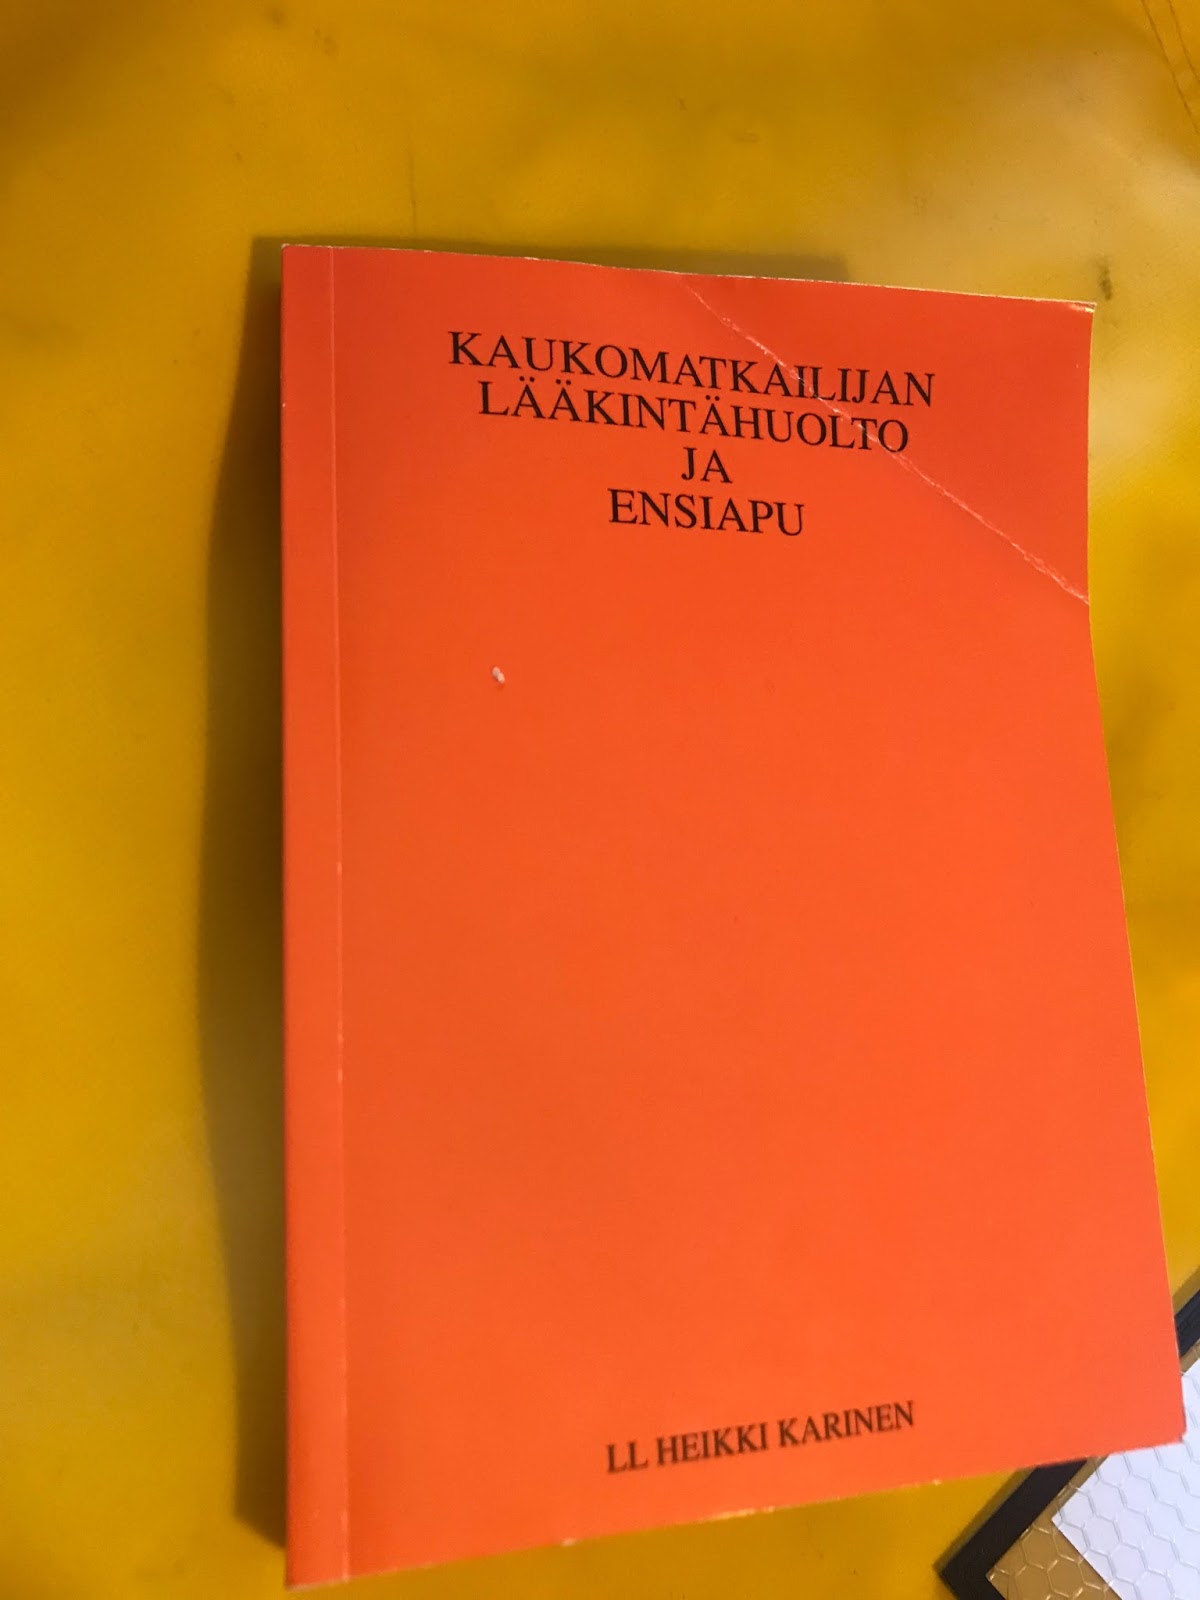 KAUKOMATKAILIJAN
LÄÄKINTÄHUOLTO
JA
ENSIAPU
LL HEIKKI KARINEN